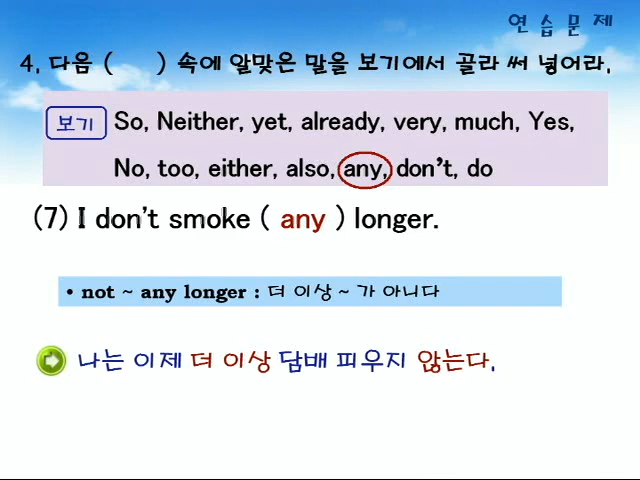 연습문제
4. 다음 (      ) 속에 알맞은 말을 보기에서 골라 써 넣어라.
보기 So, Neither, yet, already, very, much, Yes,
No, too, either, also, any, don't, do
(7) I don't smoke ( any ) longer.
• not ~ any longer : 더 이상 ~ 가 아니다
나는 이제 더 이상 담배 피우지 않는다.